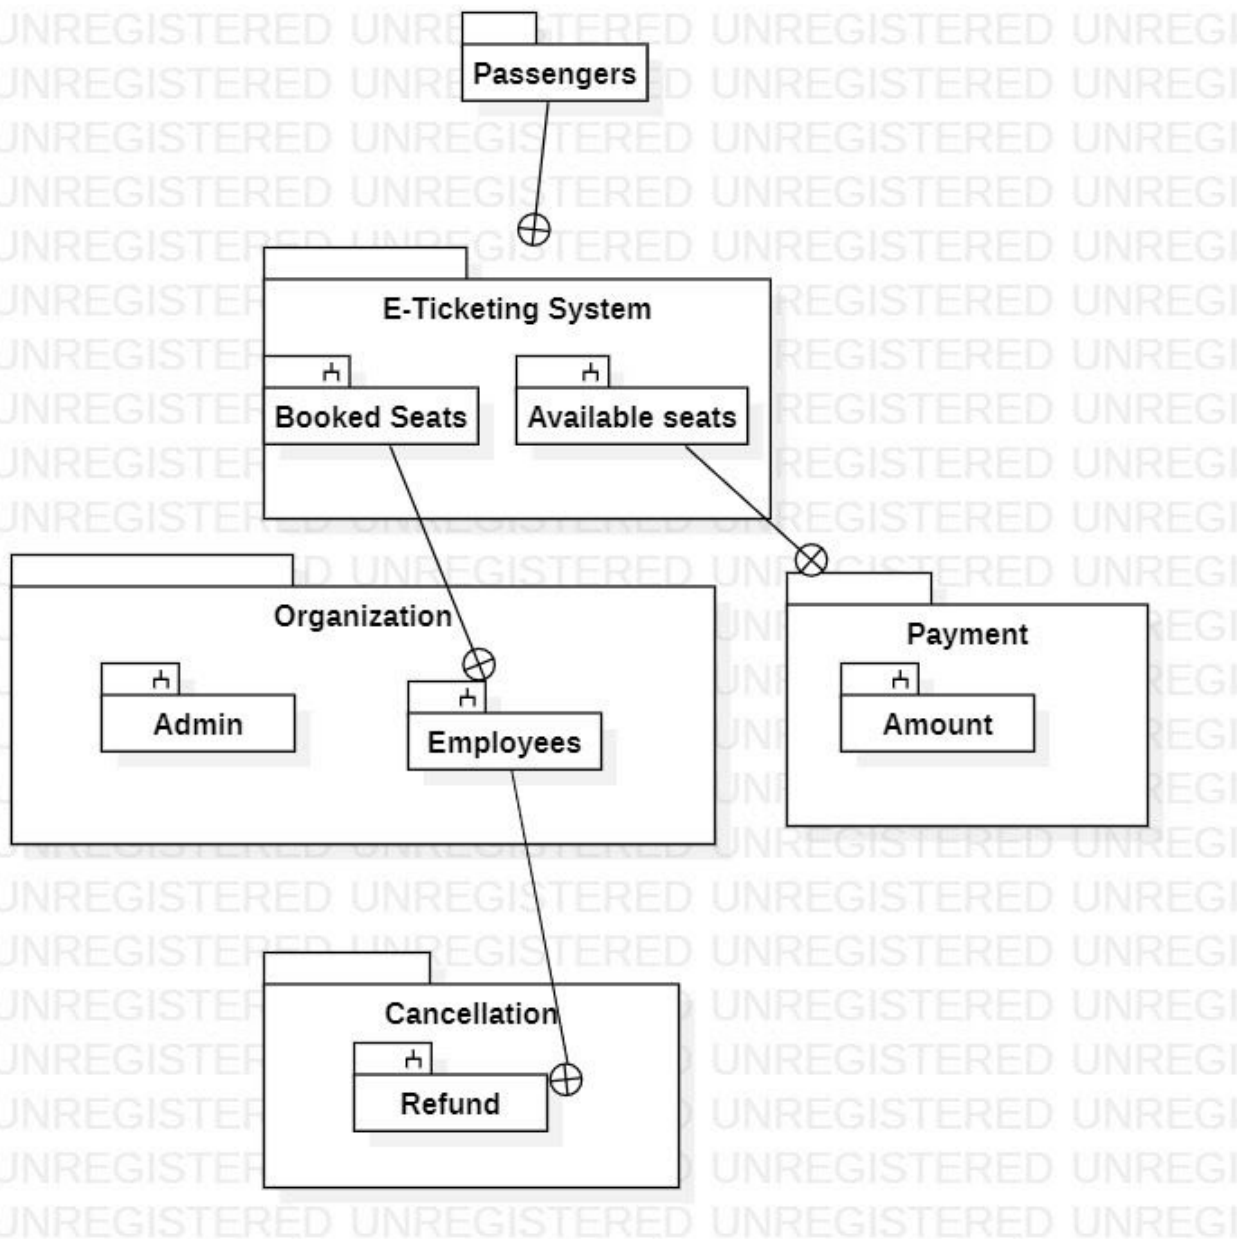 Passengers
E-Ticketing System
Booked Seats
Available seats
Organization
Payment
Admin
Employees
Amount
Cancellation
Refund
UNREGISTERED